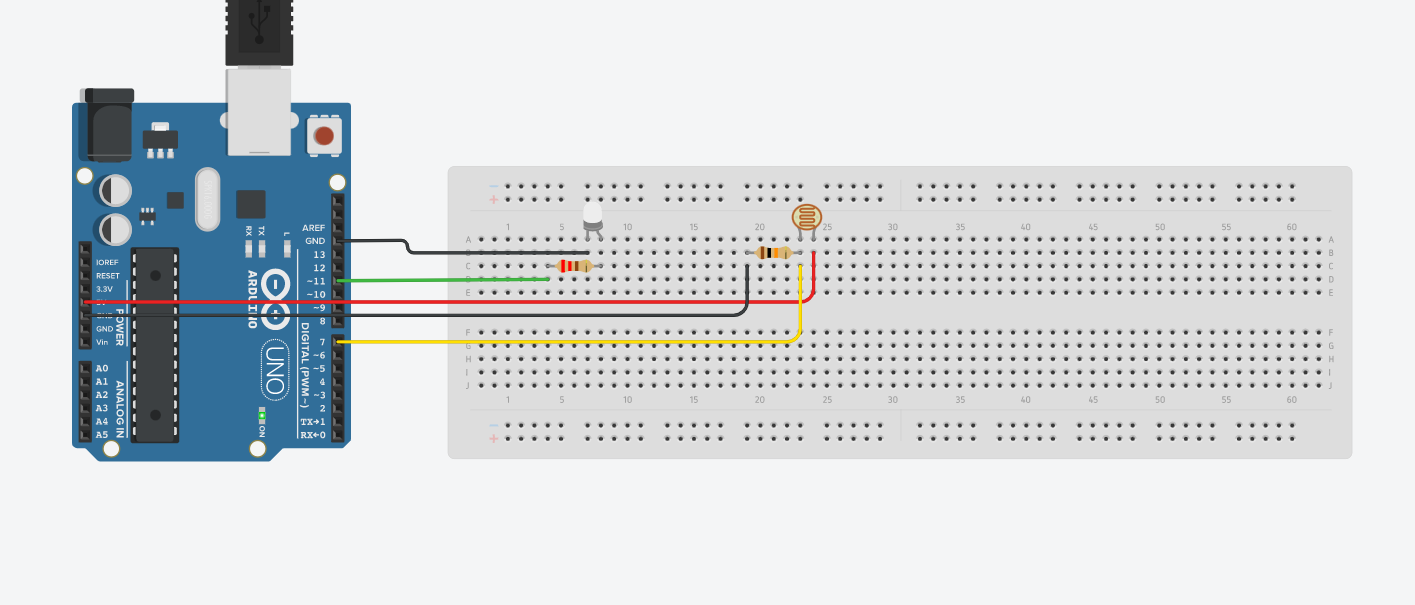 AREF
GND
13
12
~11
~10
~9
8
7
~6
~5
4
~3
2
TX→1
RX←0
DIGITAL (PWM~)
IOREF
RESET
3.3V
GND
Vin
POWER
A0
A1
A2
A3
A4
A5
ANALOG IN
RX
TX
L
ARDUINO
UNO
ON
1 5 10 15 20 25 30 35 40 45 50 55 60
A A
B
C C
D
E E
F F
G
H H
I I
J J
1 5 10 15 20 25 30 35 40 45 50 55 60